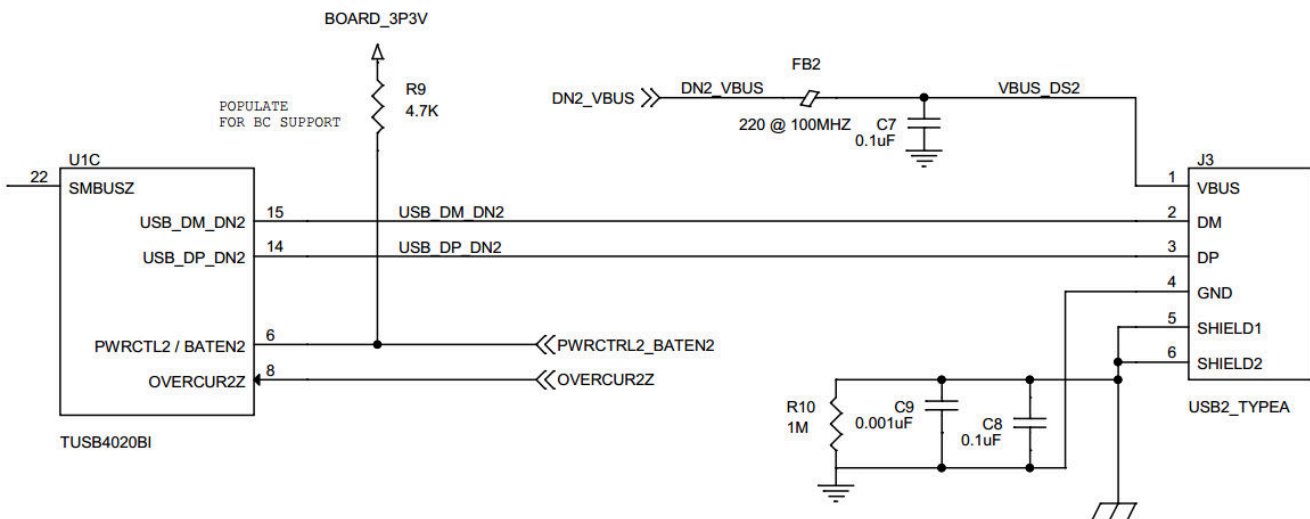 BOARD_3P3V
R9
4.7K
POPULATE
FOR BC SUPPORT
FB2
DN2_VBUS
DN2_VBUS
VBUS_DS2
220 @ 100MHZ
C7
0.1uF
U1C
22
SMBUSZ
USB_DM_DN2
15
USB_DM_DN2
USB_DP_DN2
14
USB_DP_DN2
PWRCTL2 / BATEN2
6
PWRCTRL2_BATEN2
OVERCUR2Z
8
OVERCUR2Z
TUSB4020BI
J3
1
VBUS
2
DM
3
DP
4
GND
5
SHIELD1
6
SHIELD2
USB2_TYPEA
R10
1M
C9
0.001uF
C8
0.1uF